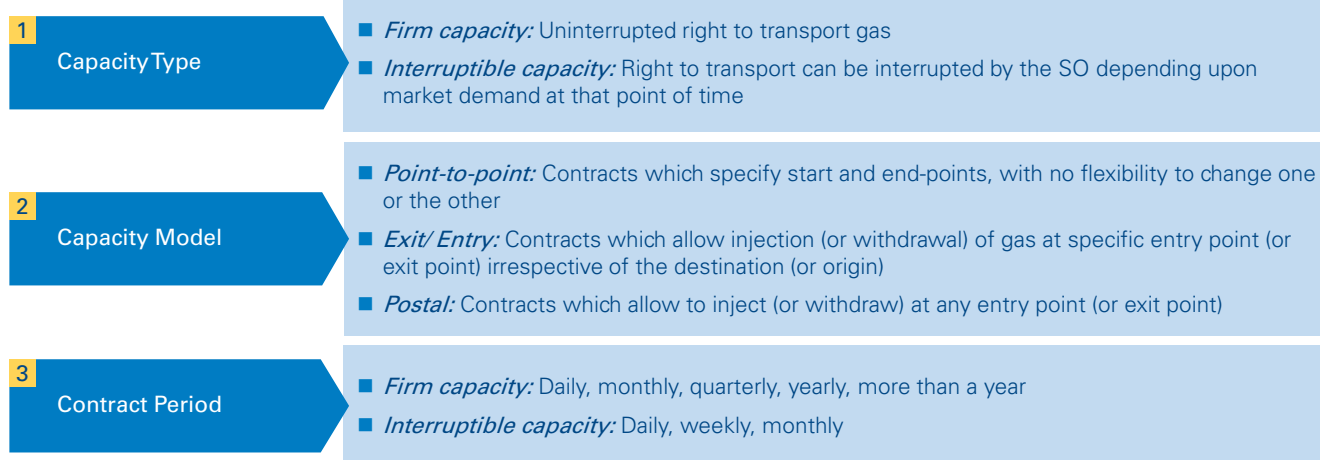 1
Capacity Type
■ Firm capacity: Uninterrupted right to transport gas
■ Interruptible capacity: Right to transport can be interrupted by the SO depending upon
market demand at that point of time
2
Capacity Model
■ Point-to-point: Contracts which specify start and end-points, with no flexibility to change one
or the other
■ Exit/ Entry: Contracts which allow injection (or withdrawal) of gas at specific entry point (or
exit point) irrespective of the destination (or origin)
■ Postal: Contracts which allow to inject (or withdraw) at any entry point (or exit point)
3
Contract Period
■ Firm capacity: Daily, monthly, quarterly, yearly, more than a year
■ Interruptible capacity: Daily, weekly, monthly